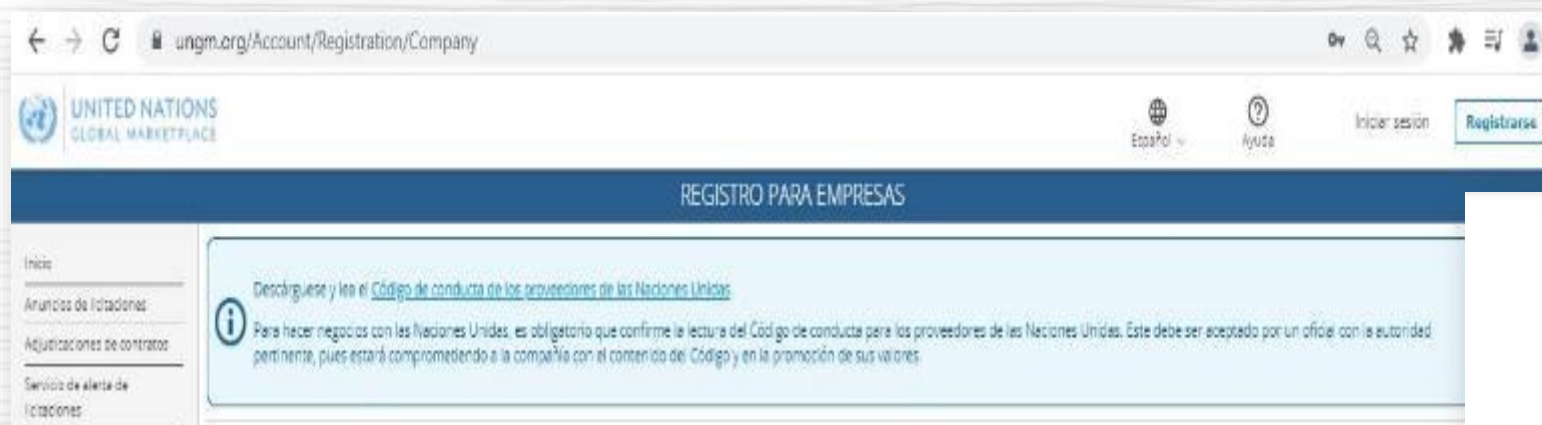 ungm.org/Account/Registration/Company
UNITED NATIONS
GLOBAL MARKETPLACE
Español
Ayuda
Iniciar sesión
Registrarse
REGISTRO PARA EMPRESAS
Inicio
Anuncios de licitaciones
Adjudicaciones de contratos
Servicio de alerta de
licitaciones
Descárguese y lea el Código de conducta de los proveedores de las Naciones Unidas
Para hacer negocios con las Naciones Unidas, es obligatorio que confirme la lectura del Código de conducta para los proveedores de las Naciones Unidas. Este debe ser aceptado por un oficial con la autoridad
pertinente, pues estará comprometiendo a la compañía con el contenido del Código y en la promoción de sus valores.